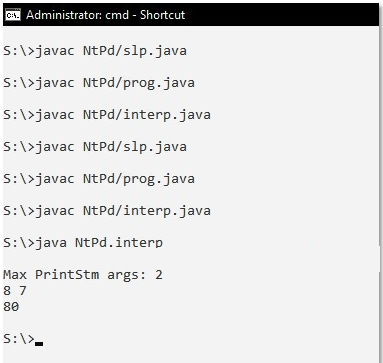 Administrator: cmd - Shortcut
S:\>javac NtPd/slp.java
S:\>javac NtPd/prog.java
S:\>javac NtPd/interp.java
S:\>javac NtPd/slp.java
S:\>javac NtPd/prog.java
S:\>javac NtPd/interp.java
S:\>java NtPd.interp
Max PrintStm args: 2
8 7
80
S:\>